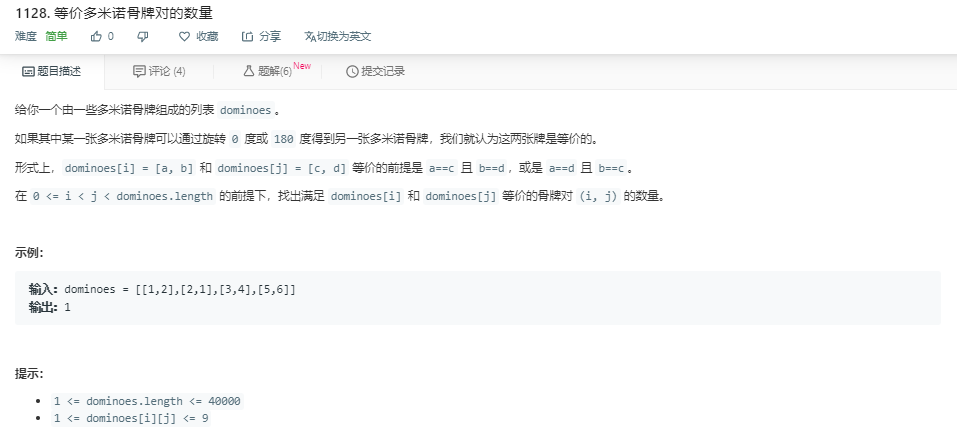 1128. 等价多米诺骨牌对的数量
难度 简单 0 收藏 分享 切换为英文
题目描述 评论 (4) 题解(6) New 提交记录
给你一个由一些多米诺骨牌组成的列表 dominoes。
如果其中某一张多米诺骨牌可以通过旋转 0 度或 180 度得到另一张多米诺骨牌，我们就认为这两张牌是等价的。
形式上，dominoes[i] = [a, b] 和 dominoes[j] = [c, d] 等价的前提是 a==c 且 b==d，或是 a==d 且 b==c。
在 0 <= i < j < dominoes.length 的前提下，找出满足 dominoes[i] 和 dominoes[j] 等价的骨牌对 (i, j) 的数量。
示例：
输入：dominoes = [[1,2],[2,1],[3,4],[5,6]]
输出：1
提示：
1 <= dominoes.length <= 40000
1 <= dominoes[i][j] <= 9